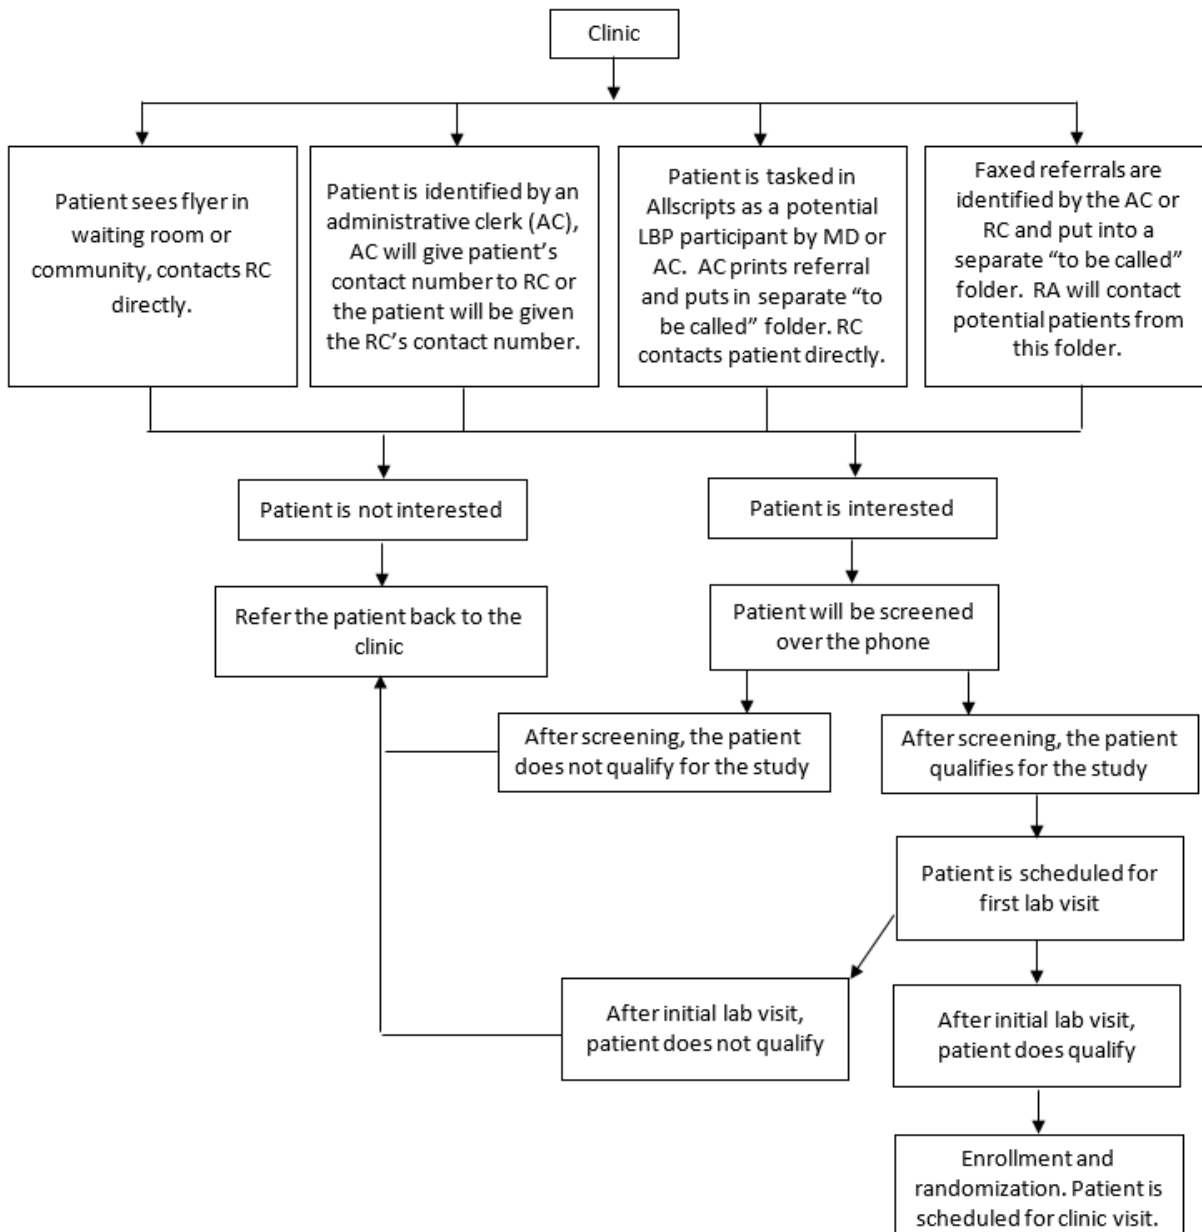 Clinic
Patient sees flyer in
waiting room or
community, contacts RC
directly.
Patient is identified by an
administrative clerk (AC),
AC will give patient’s
contact number to RC or
the patient will be given
the RC’s contact number.
Patient is tasked in
Allscripts as a potential
LBP participant by MD or
AC.  AC prints referral
and puts in separate “to
be called” folder. RC
contacts patient directly.
Faxed referrals are
identified by the AC or
RC and put into a
separate “to be called”
folder.  RA will contact
potential patients from
this folder.
Patient is not interested
Patient is interested
Refer the patient back to the
clinic
Patient will be screened
over the phone
After screening, the patient
does not qualify for the study
After screening, the patient
qualifies for the study
Patient is scheduled for
first lab visit
After initial lab visit,
patient does not qualify
After initial lab visit,
patient does qualify
Enrollment and
randomization. Patient is
scheduled for clinic visit.